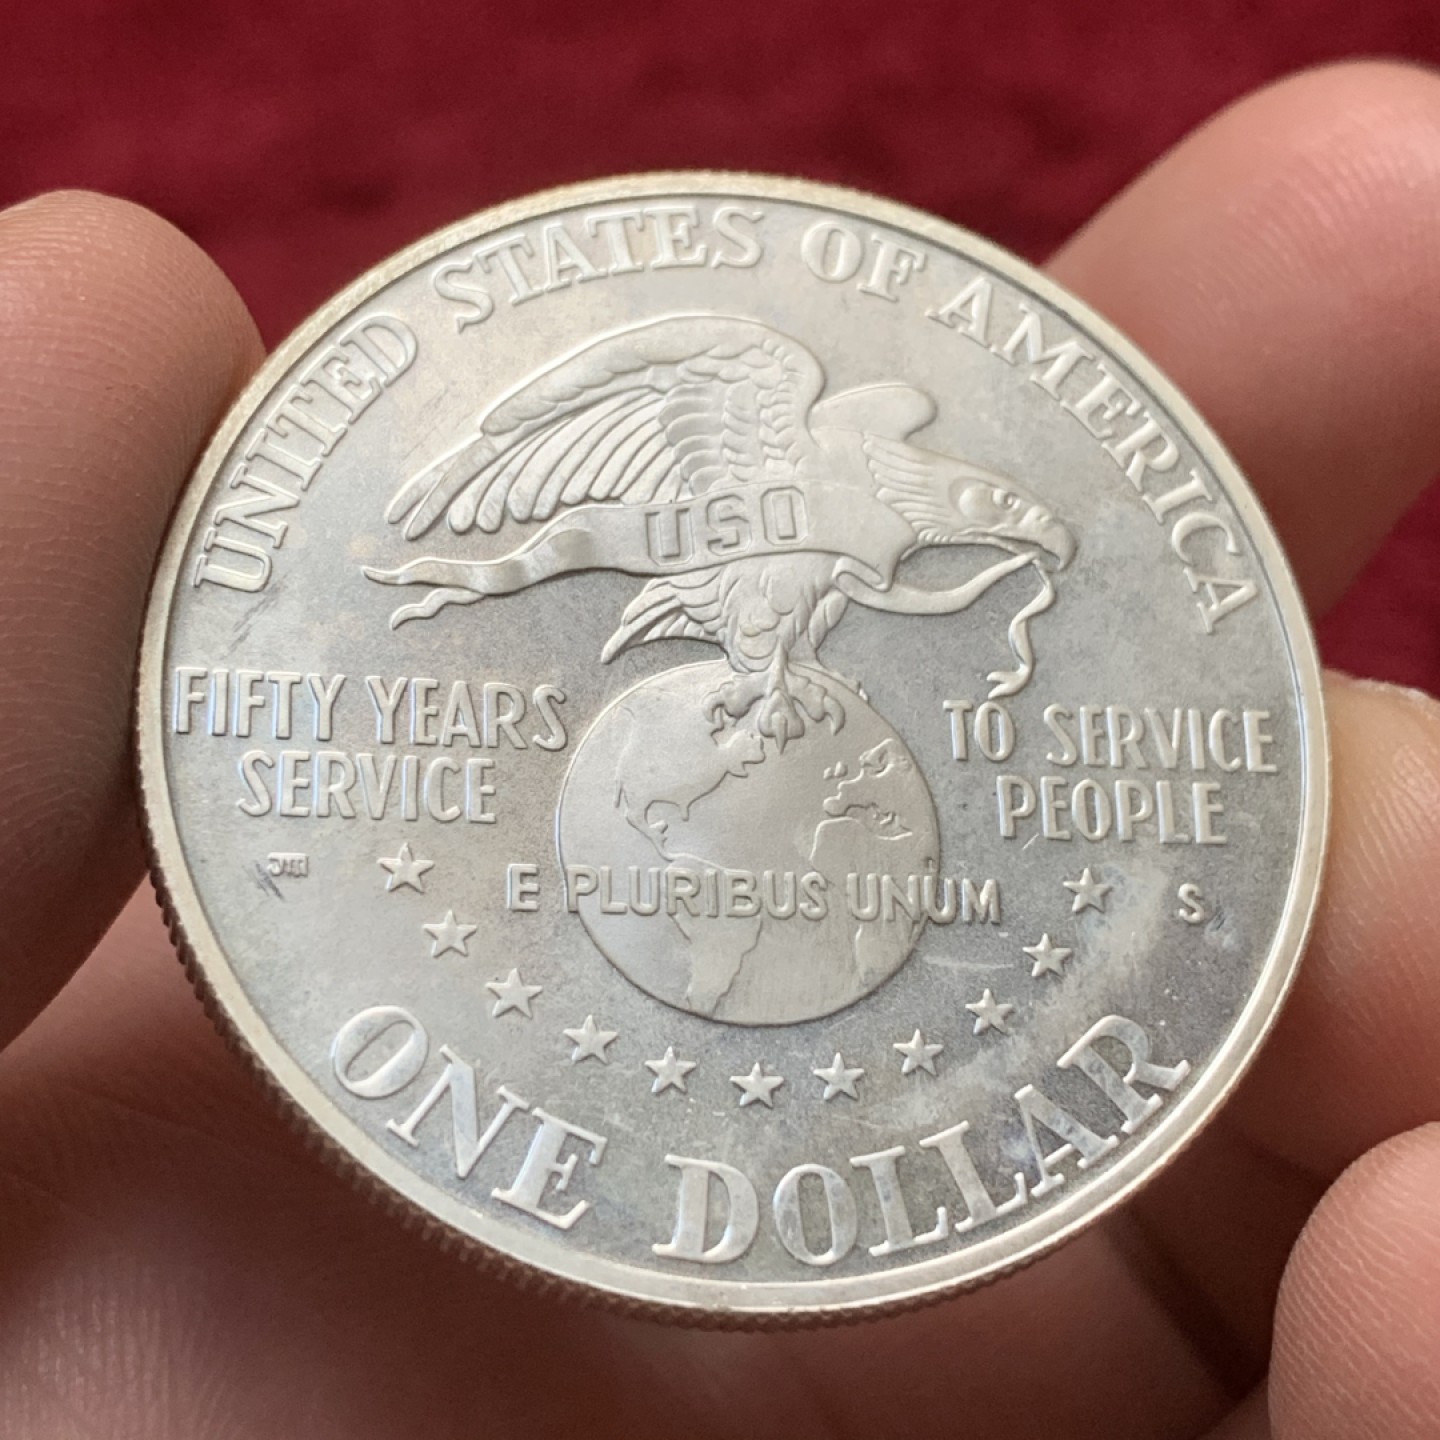 UNITED STATES OF AMERICA
USO
FIFTY YEARS
SERVICE
TO SERVICE
PEOPLE
E PLURIBUS UNUM
S
ONE DOLLAR